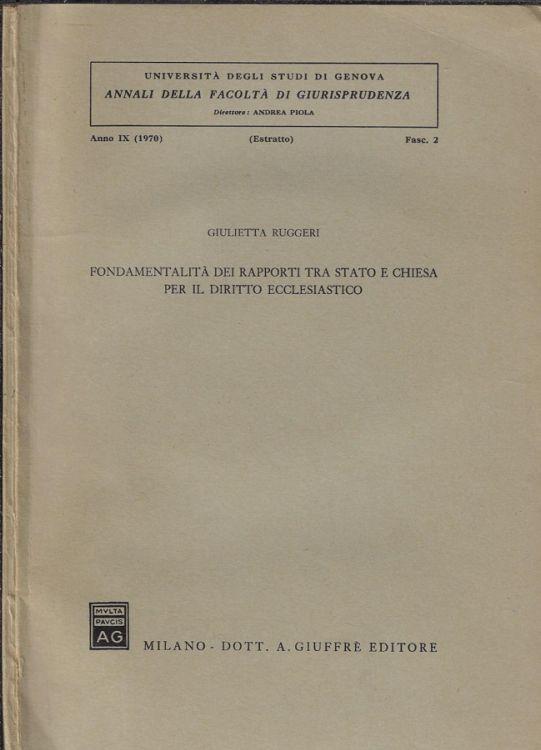 UNIVERSITÀ DEGLI STUDI DI GENOVA
ANNALI DELLA FACOLTÀ DI GIURISPRUDENZA
Direttore: ANDREA PIOLA
Anno IX (1970) (Estratto) Fasc. 2
GIULIETTA RUGGERI
FONDAMENTALITÀ DEI RAPPORTI TRA STATO E CHIESA
PER IL DIRITTO ECCLESIASTICO
MVLTA
PAVCIS
AG
MILANO - DOTT. A. GIUFFRÈ EDITORE